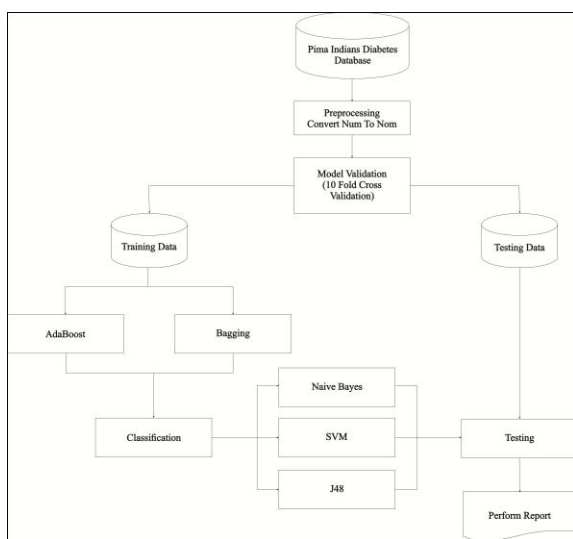 Pima Indians Diabetes
Database
Preprocessing
Convert Num To Nom
Model Validation
(10 Fold Cross
Validation)
Training Data
Testing Data
AdaBoost
Bagging
Naive Bayes
Classification
SVM
Testing
J48
Perform Report